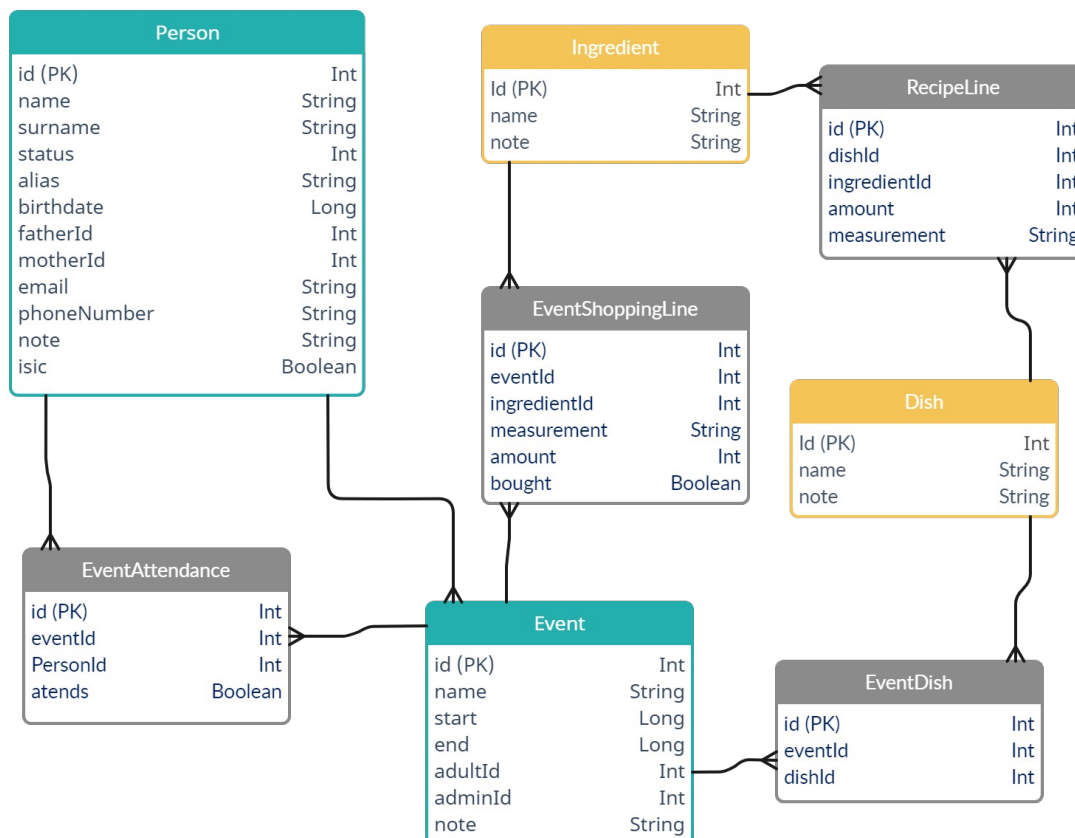 Person
id (PK) Int
name String
surname String
status Int
alias String
birthdate Long
fatherId Int
motherId Int
email String
phoneNumber String
note String
isic Boolean
Ingredient
Id (PK) Int
name String
note String
RecipeLine
id (PK) Int
dishId Int
ingredientId Int
amount Int
measurement String
EventShoppingLine
id (PK) Int
eventId Int
ingredientId Int
measurement String
amount Int
bought Boolean
Dish
Id (PK) Int
name String
note String
EventAttendance
id (PK) Int
eventId Int
PersonId Int
atends Boolean
Event
id (PK) Int
name String
start Long
end Long
adultId Int
adminId Int
note String
EventDish
id (PK) Int
eventId Int
dishId Int